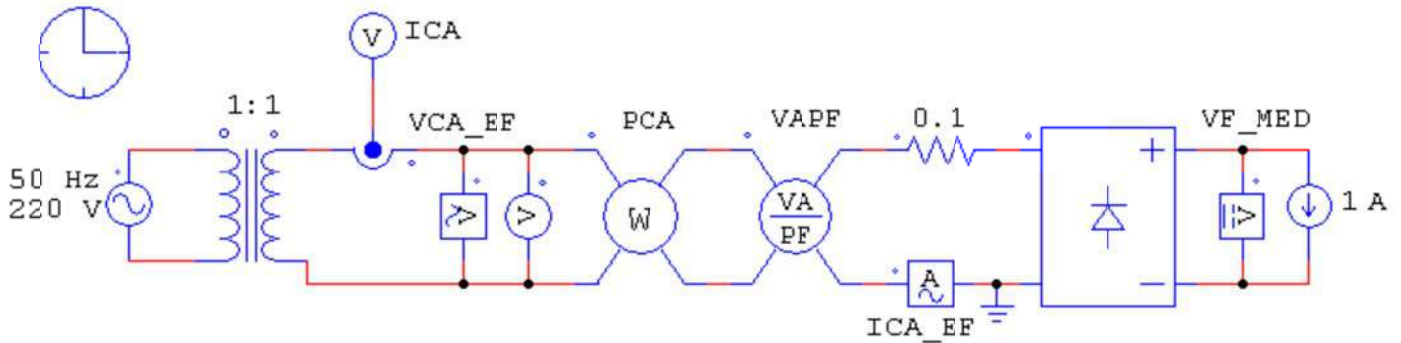 ICA
1:1
VCA_EF
PCA
VAPF
0.1
VF_MED
50 Hz
220 V
V
V
V
W
VA
PF
V
1 A
A
ICA_EF
+
−